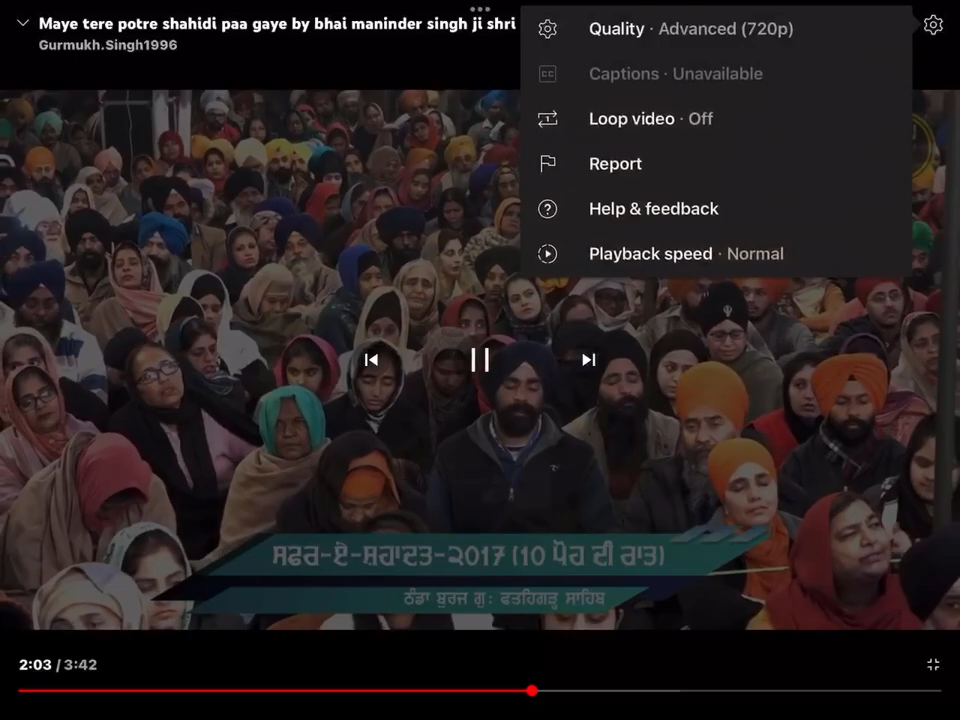 Maye tere potre shahidi paa gaye by bhai maninder singh ji shri
Gurmukh.Singh1996
Quality · Advanced (720p)
CC Captions · Unavailable
Loop video · Off
Report
Help & feedback
Playback speed · Normal
ਸਫਰ-ਏ-ਸ਼ਹਾਦਤ-੨017 (10 ਪੋਹ ਦੀ ਰਾਤ)
ਠੰਡਾ ਬੁਰਜ ਗੁ: ਫਤਹਿਗੜ੍ਹ ਸਾਹਿਬ
2:03 / 3:42